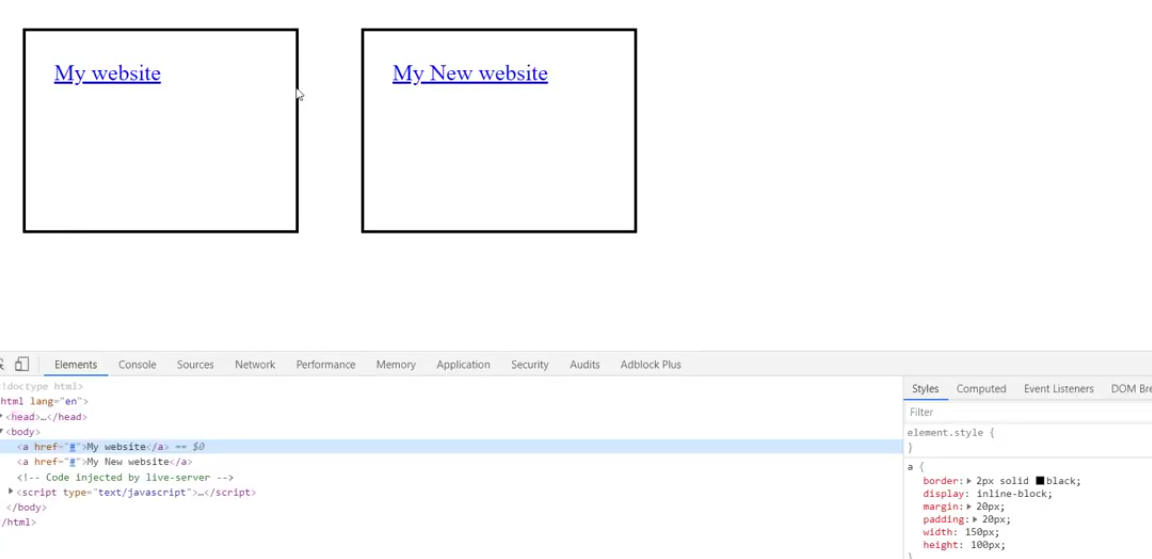 My website
My New website
Elements Console Sources Network Performance Memory Application Security Audits Adblock Plus
!doctype html>
html lang="en">
<head>…</head>
<body>
<a href="#">My website</a> == $0
<a href="#">My New website</a>
<!-- Code injected by live-server -->
<script type="text/javascript">…</script>
</body>
/html>
Styles Computed Event Listeners DOM Bre
Filter
element.style {
}
a {
border: 2px solid black;
display: inline-block;
margin: 20px;
padding: 20px;
width: 150px;
height: 100px;
}